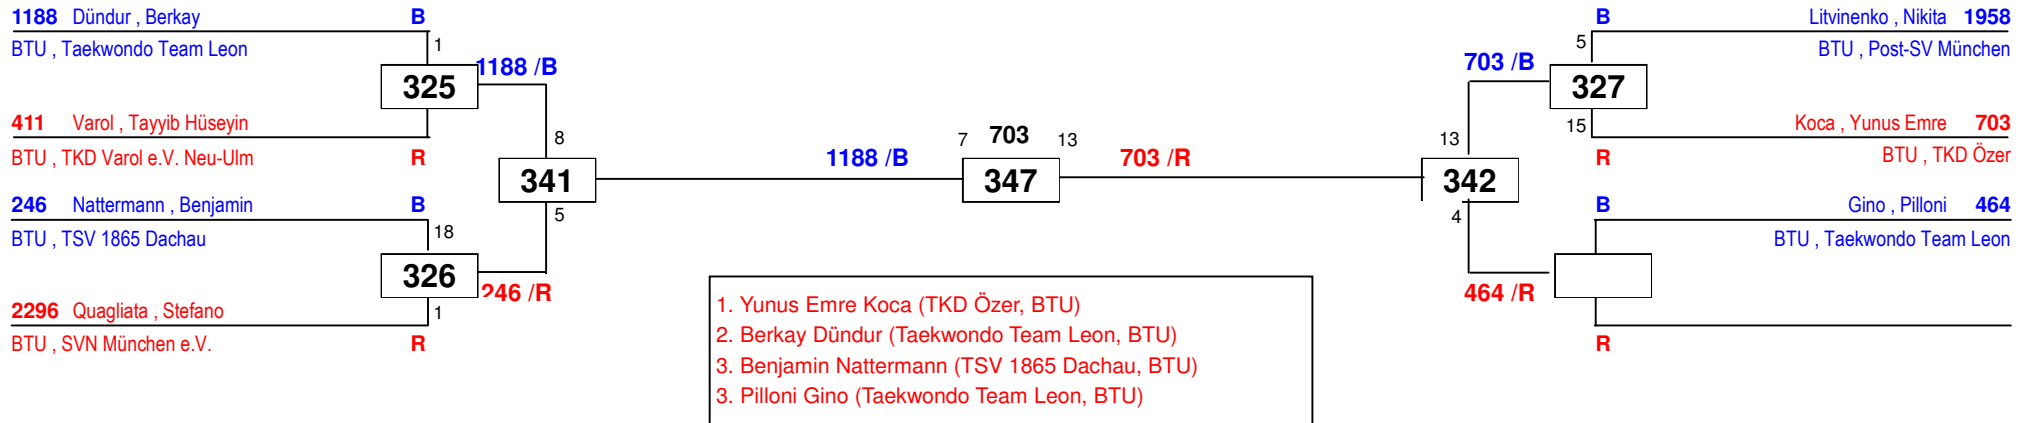 1188 Dündur , Berkay B
BTU , Taekwondo Team Leon
1
325
1188 /B
411 Varol , Tayyib Hüseyin
BTU , TKD Varol e.V. Neu-Ulm R
246 Nattermann , Benjamin B
BTU , TSV 1865 Dachau
18
326
246 /R
2296 Quagliata , Stefano
1
BTU , SVN München e.V. R
8
341
5
1188 /B
7 703 13
347
703 /R
B Litvinenko , Nikita 1958
5
BTU , Post-SV München
703 /B
327
15
Koca , Yunus Emre 703
R BTU , TKD Özer
13
342
4
B Gino , Pilloni 464
BTU , Taekwondo Team Leon
464 /R
R
1. Yunus Emre Koca (TKD Özer, BTU)
2. Berkay Dündur (Taekwondo Team Leon, BTU)
3. Benjamin Nattermann (TSV 1865 Dachau, BTU)
3. Pilloni Gino (Taekwondo Team Leon, BTU)